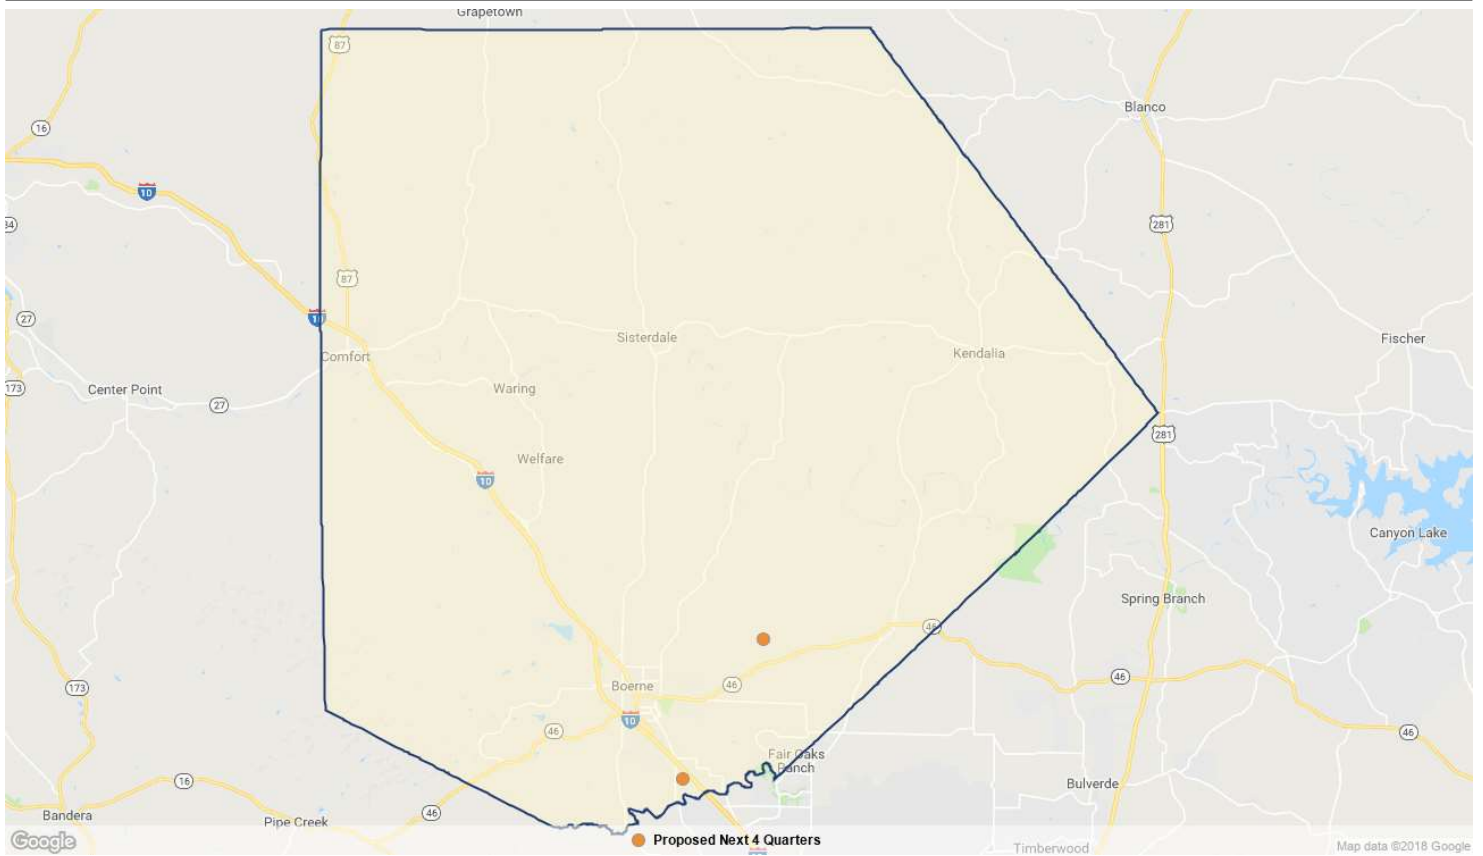 Grapetown
87
Blanco
16
10
281
34
87
27
10
Sisterdale
Fischer
Comfort
Kendalia
173
Center Point
Waring
27
281
Welfare
10
Canyon Lake
Spring Branch
46
46
Boerne
46
173
10
46
46
Fair Oaks
Ranch
16
Bulverde
46
Bandera
Pipe Creek
Google
Proposed Next 4 Quarters
Timberwood
Map data ©2018 Google